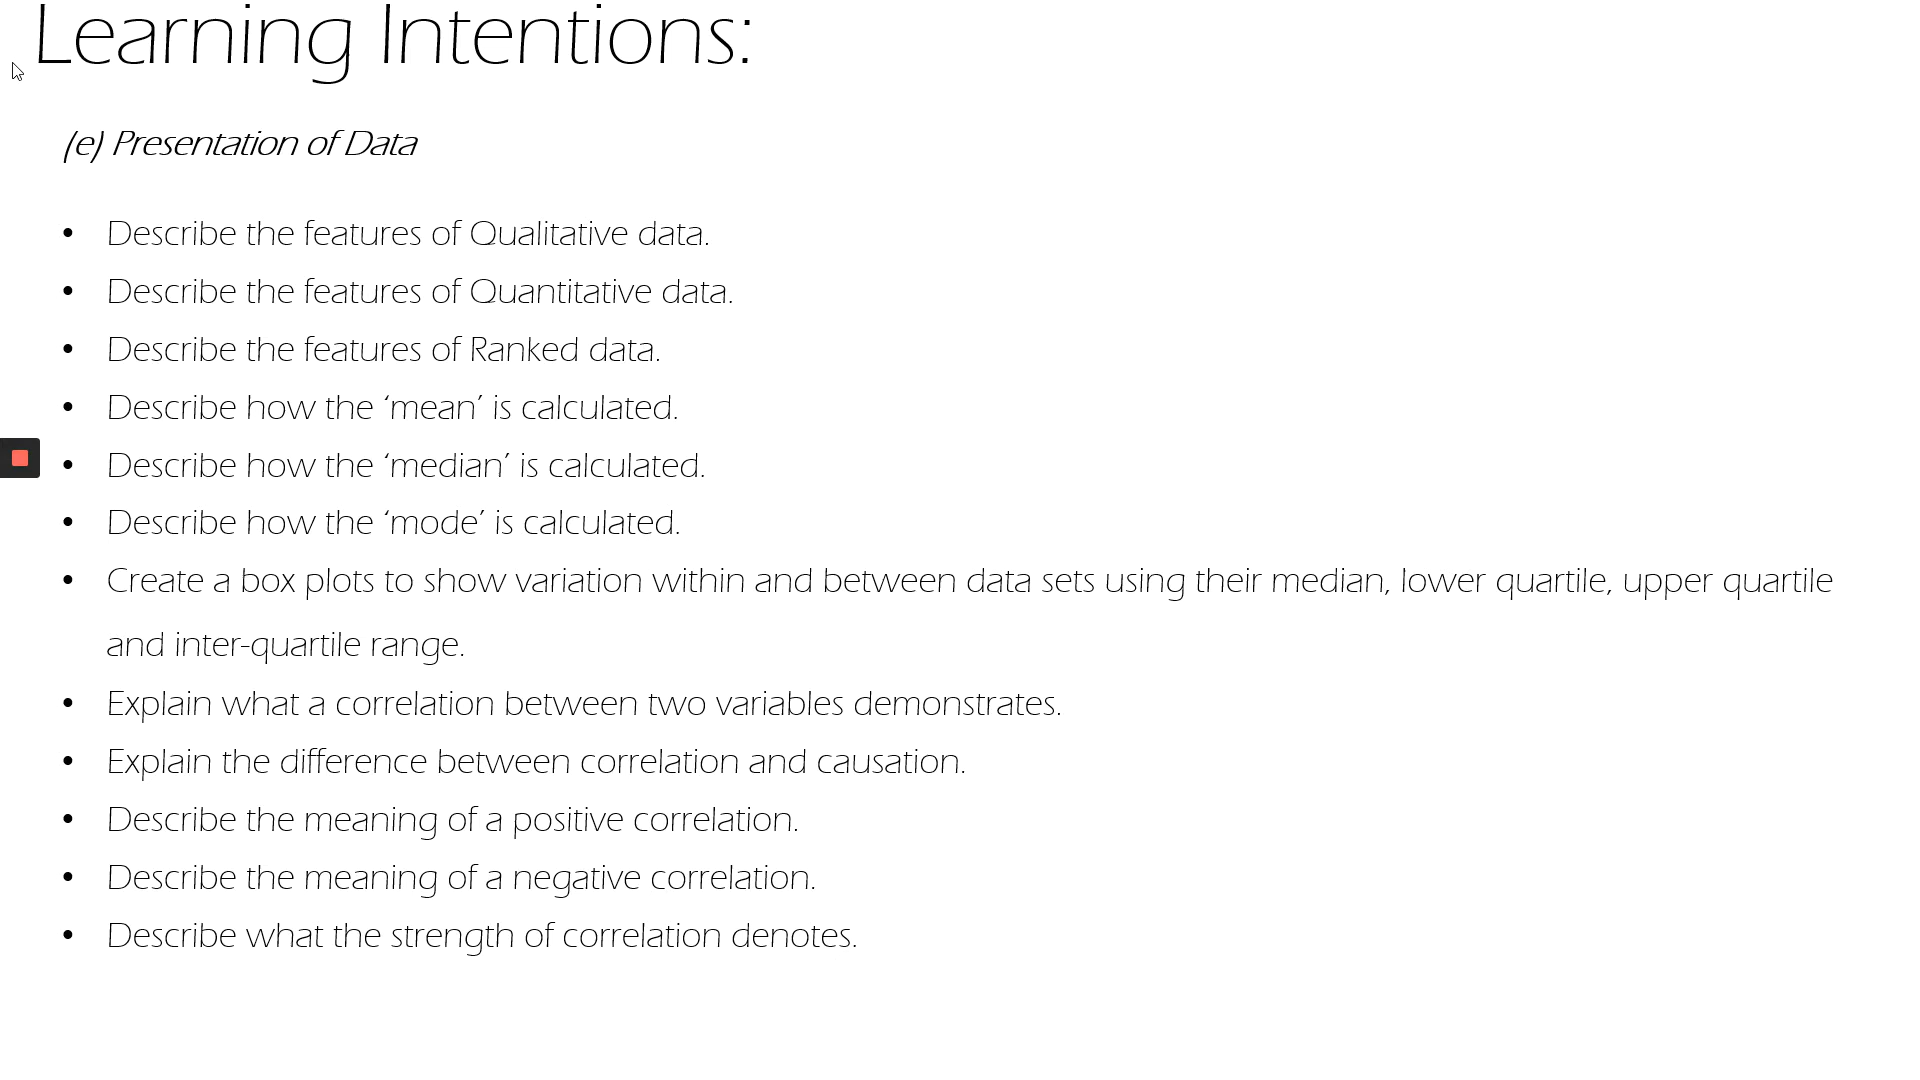 Learning Intentions:
(e) Presentation of Data
• Describe the features of Qualitative data.
• Describe the features of Quantitative data.
• Describe the features of Ranked data.
• Describe how the ‘mean’ is calculated.
• Describe how the ‘median’ is calculated.
• Describe how the ‘mode’ is calculated.
• Create a box plots to show variation within and between data sets using their median, lower quartile, upper quartile
and inter-quartile range.
• Explain what a correlation between two variables demonstrates.
• Explain the difference between correlation and causation.
• Describe the meaning of a positive correlation.
• Describe the meaning of a negative correlation.
• Describe what the strength of correlation denotes.